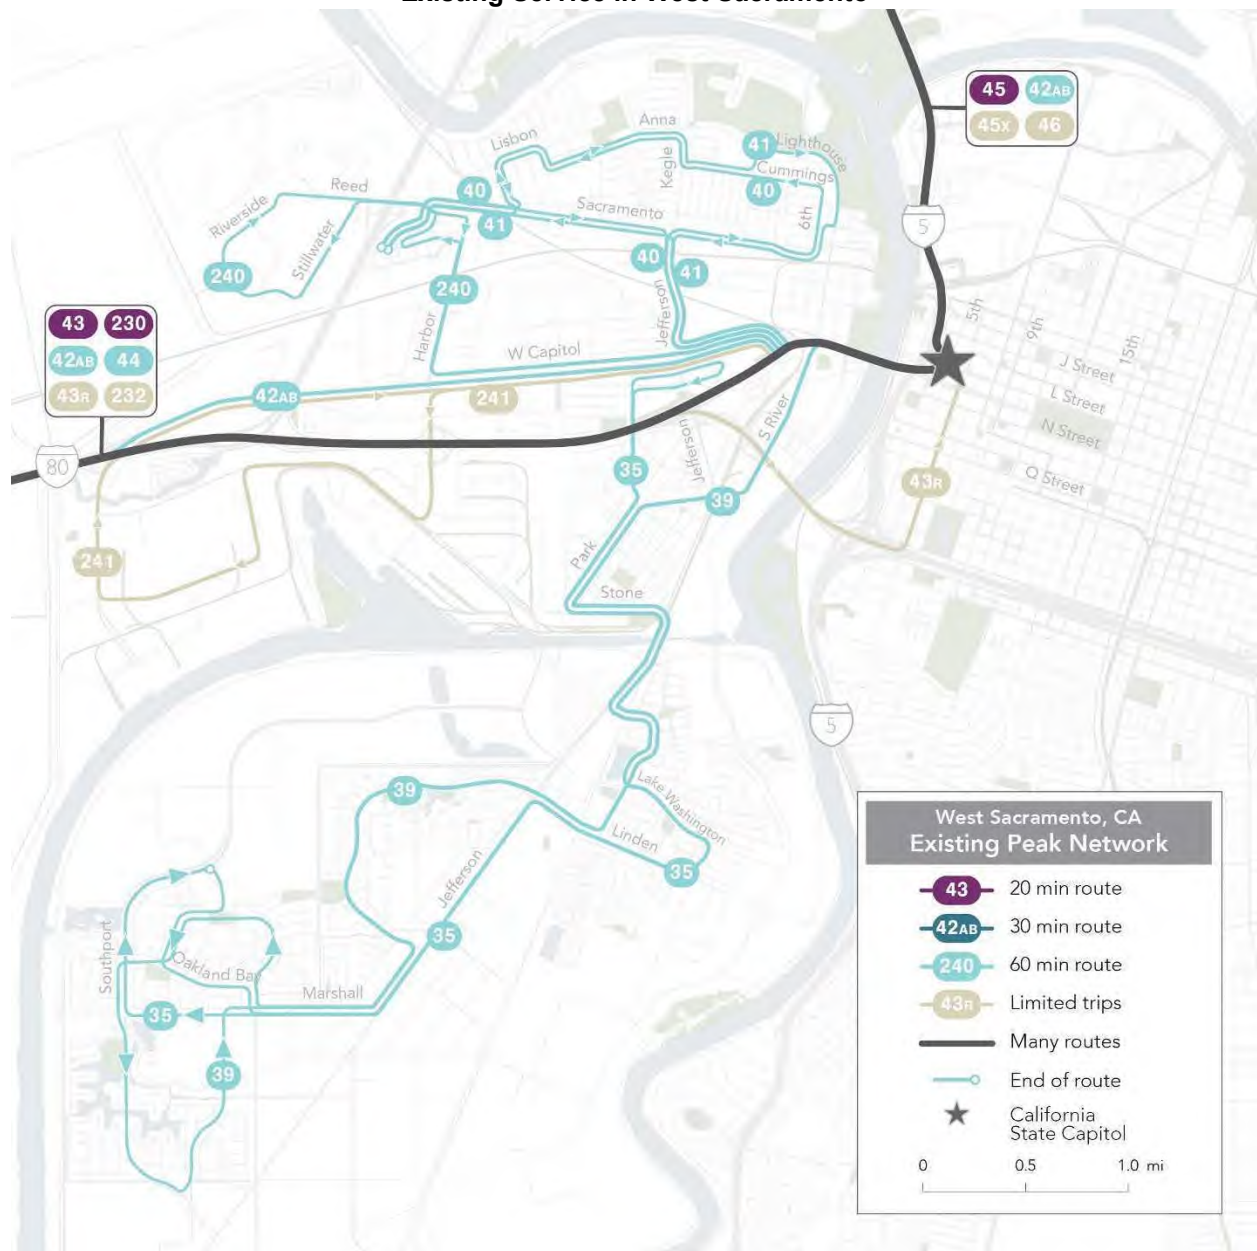 Existing Service in West Sacramento
45 42AB
45X 46
Anna
Lisbon
41 Lighthouse
Kegle
Cummings
40
40
Reed
Sacramento
6th
41
Riverside
Stillwater
5
240
40
41
240
Jefferson
5th
9th
15th
43 230
42AB 44
43R 232
Harbor
W Capitol
J Street
L Street
N Street
Q Street
42AB
241
S River
Jefferson
80
35
39
43R
241
Park
Stone
5
39
Lake Washington
Linden
35
Jefferson
35
Southport
Oakland Bay
Marshall
35
39
West Sacramento, CA
Existing Peak Network
43 20 min route
42AB 30 min route
240 60 min route
43R Limited trips
Many routes
End of route
California
State Capitol
0 0.5 1.0 mi